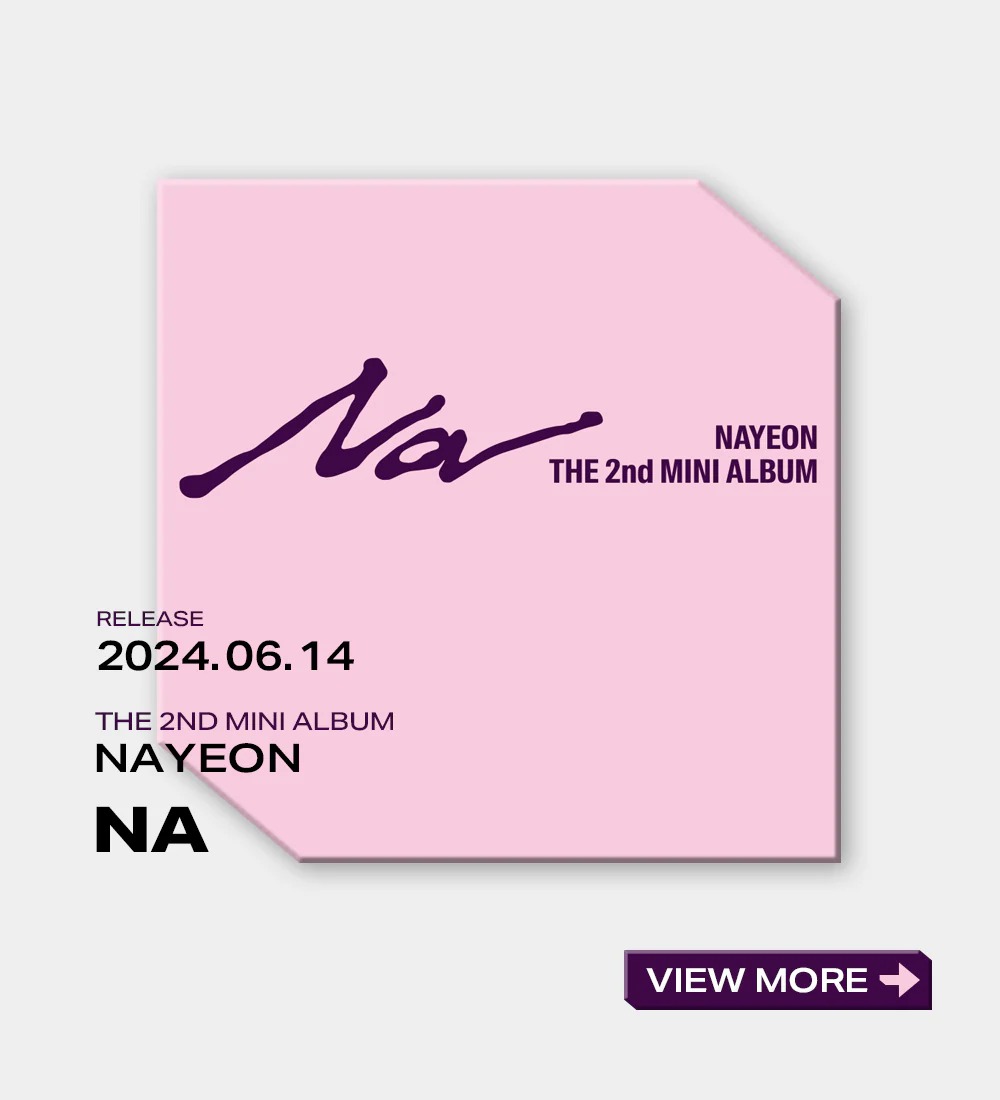 Na
NAYEON
THE 2nd MINI ALBUM
RELEASE
2024.06.14
THE 2ND MINI ALBUM
NAYEON
NA
VIEW MORE